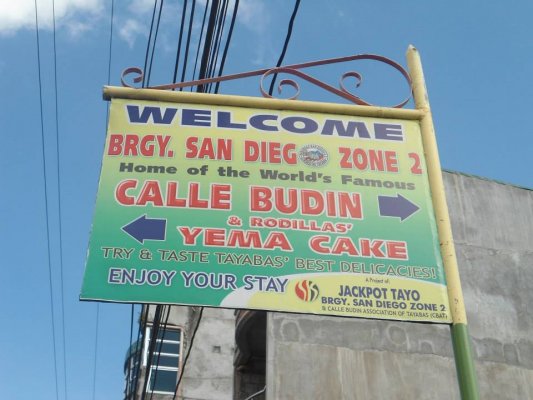 WELCOME
BRGY. SAN DIEGO ZONE 2
Home of the World's Famous
CALLE BUDIN
& RODILLAS'
YEMA CAKE
TRY & TASTE TAYABAS' BEST DELICACIES!
ENJOY YOUR STAY
A Project of:
JACKPOT TAYO
BRGY. SAN DIEGO ZONE 2
& CALLE BUDIN ASSOCIATION OF TAYABAS (CBAT)